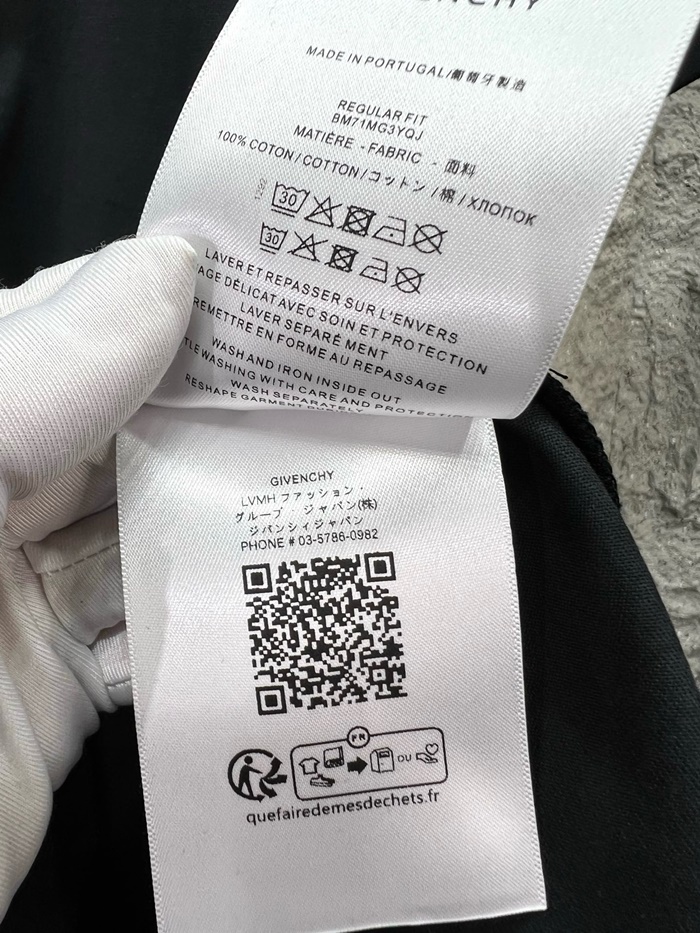 MADE IN PORTUGAL/葡萄牙製造
REGULAR FIT
BM71MG3YQJ
MATIÈRE - FABRIC - 面料
100% COTON / COTTON / コットン / 棉 / ХЛОПОК
30
30
LAVER ET REPASSER SUR L'ENVERS
DÉLICAT AVEC SOIN ET PROTECTION
LAVER SEPARÉ MENT
REMETTRE EN FORME AU REPASSAGE
WASH AND IRON INSIDE OUT
WASHING WITH CARE AND PROTECTION
WASH SEPARATELY
RESHAPE GARMENT
GIVENCHY
LVMH ファッション・
グループ・ジャパン(株)
ジバンシィジャパン
PHONE # 03-5786-0982
FR
OU
quefairedemesdechets.fr